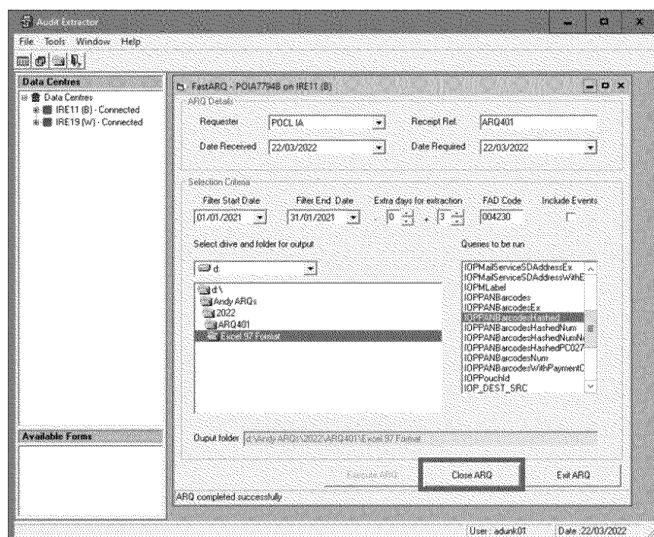 Audit Extractor
File Tools Window Help
Data Centres
Data Centres
IRE11 (B) - Connected
IRE19 (W) - Connected
Available Forms
FastARQ - POIA7794B on IRE11 (B)
ARQ Details
Requester POCL IA Receipt Ref. ARQ401
Date Received 22/03/2022 Date Required 22/03/2022
Selection Criteria
Filter Start Date Filter End Date Extra days for extraction FAD Code Include Events
01/01/2021 31/01/2021 - 0 + 3 004230
Select drive and folder for output Queries to be run
d:
d:\
Andy ARQs
2022
ARQ401
Excel 97 Format
IOPMailServiceSDAddressEx
IOPMailServiceSDAddressWithE
IOPMLabel
IOPPANBarcodes
IOPPANBarcodesEx
IOPPANBarcodesHashed
IOPPANBarcodesHashedNum
IOPPANBarcodesHashedNumN
IOPPANBarcodesHashedPC027
IOPPANBarcodesNum
IOPPANBarcodesWithPaymentC
IOPPouchId
IOP_DEST_SRC
Ouput folder d:\Andy ARQs\2022\ARQ401\Excel 97 Format
Execute ARQ Close ARQ Exit ARQ
ARQ completed successfully
User : adunk01 Date :22/03/2022